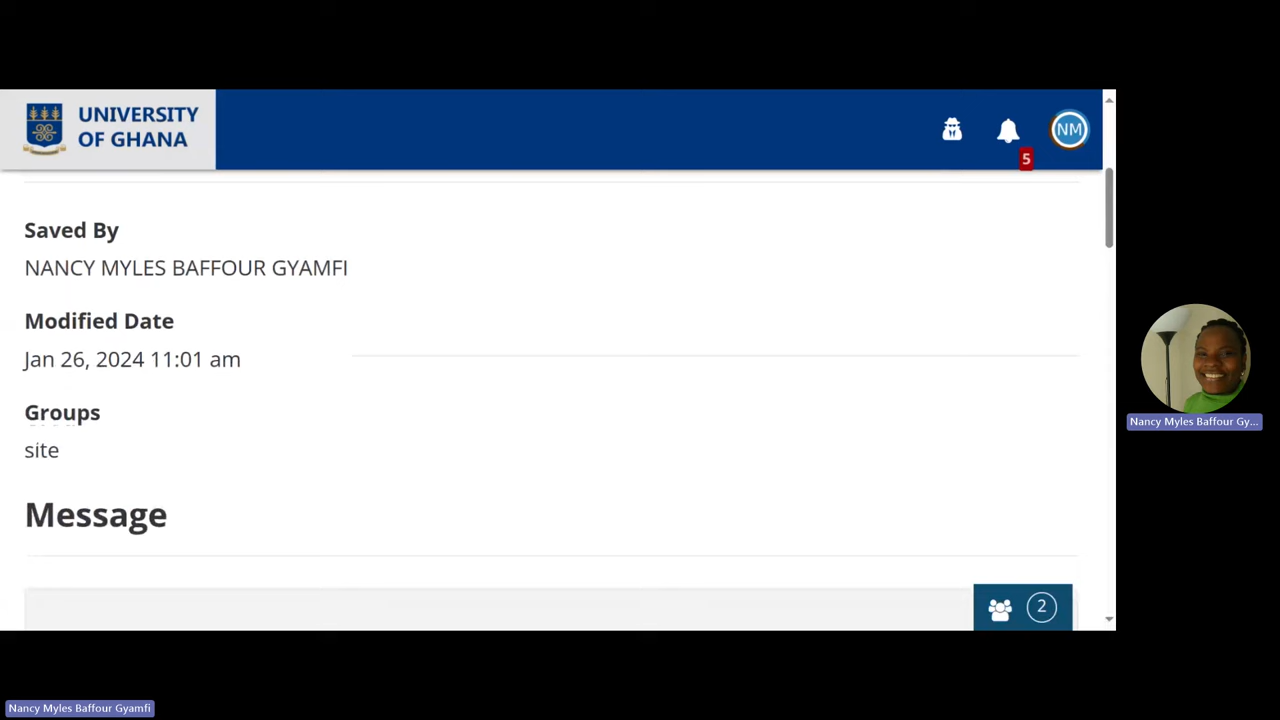 UNIVERSITY
OF GHANA
NM
5
Saved By
NANCY MYLES BAFFOUR GYAMFI
Modified Date
Jan 26, 2024 11:01 am
Groups
site
Message
2
Nancy Myles Baffour Gy...
Nancy Myles Baffour Gyamfi